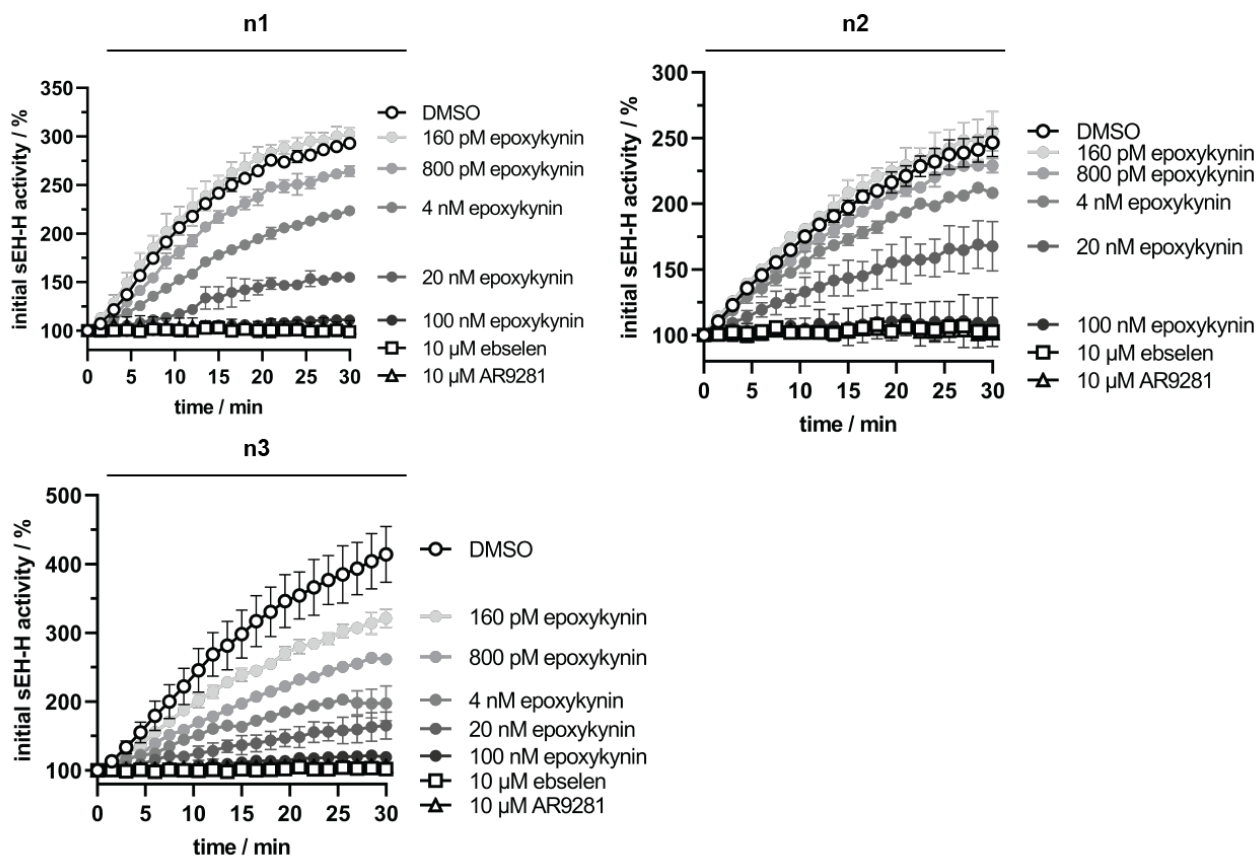 n1
initial sEH-H activity / %
350
300
250
200
150
100
0 5 10 15 20 25 30
time / min
DMSO
160 pM epoxykynin
800 pM epoxykynin
4 nM epoxykynin
20 nM epoxykynin
100 nM epoxykynin
10 µM ebselen
10 µM AR9281
n2
initial sEH-H activity / %
300
250
200
150
100
0 5 10 15 20 25 30
time / min
DMSO
160 pM epoxykynin
800 pM epoxykynin
4 nM epoxykynin
20 nM epoxykynin
100 nM epoxykynin
10 µM ebselen
10 µM AR9281
n3
initial sEH-H activity / %
500
400
300
200
100
0 5 10 15 20 25 30
time / min
DMSO
160 pM epoxykynin
800 pM epoxykynin
4 nM epoxykynin
20 nM epoxykynin
100 nM epoxykynin
10 µM ebselen
10 µM AR9281